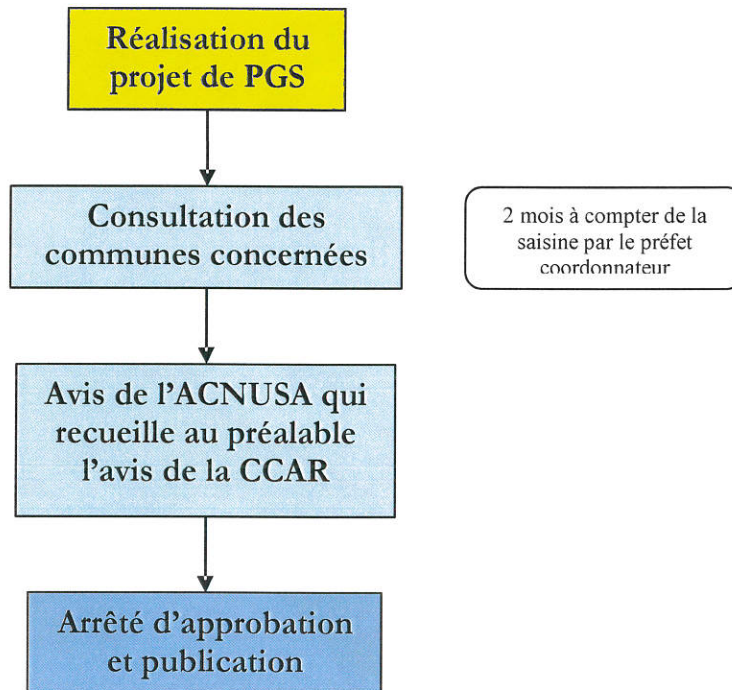 Réalisation du
projet de PGS
Consultation des
communes concernées
2 mois à compter de la
saisine par le préfet
coordonnateur
Avis de l'ACNUSA qui
recueille au préalable
l'avis de la CCAR
Arrêté d'approbation
et publication